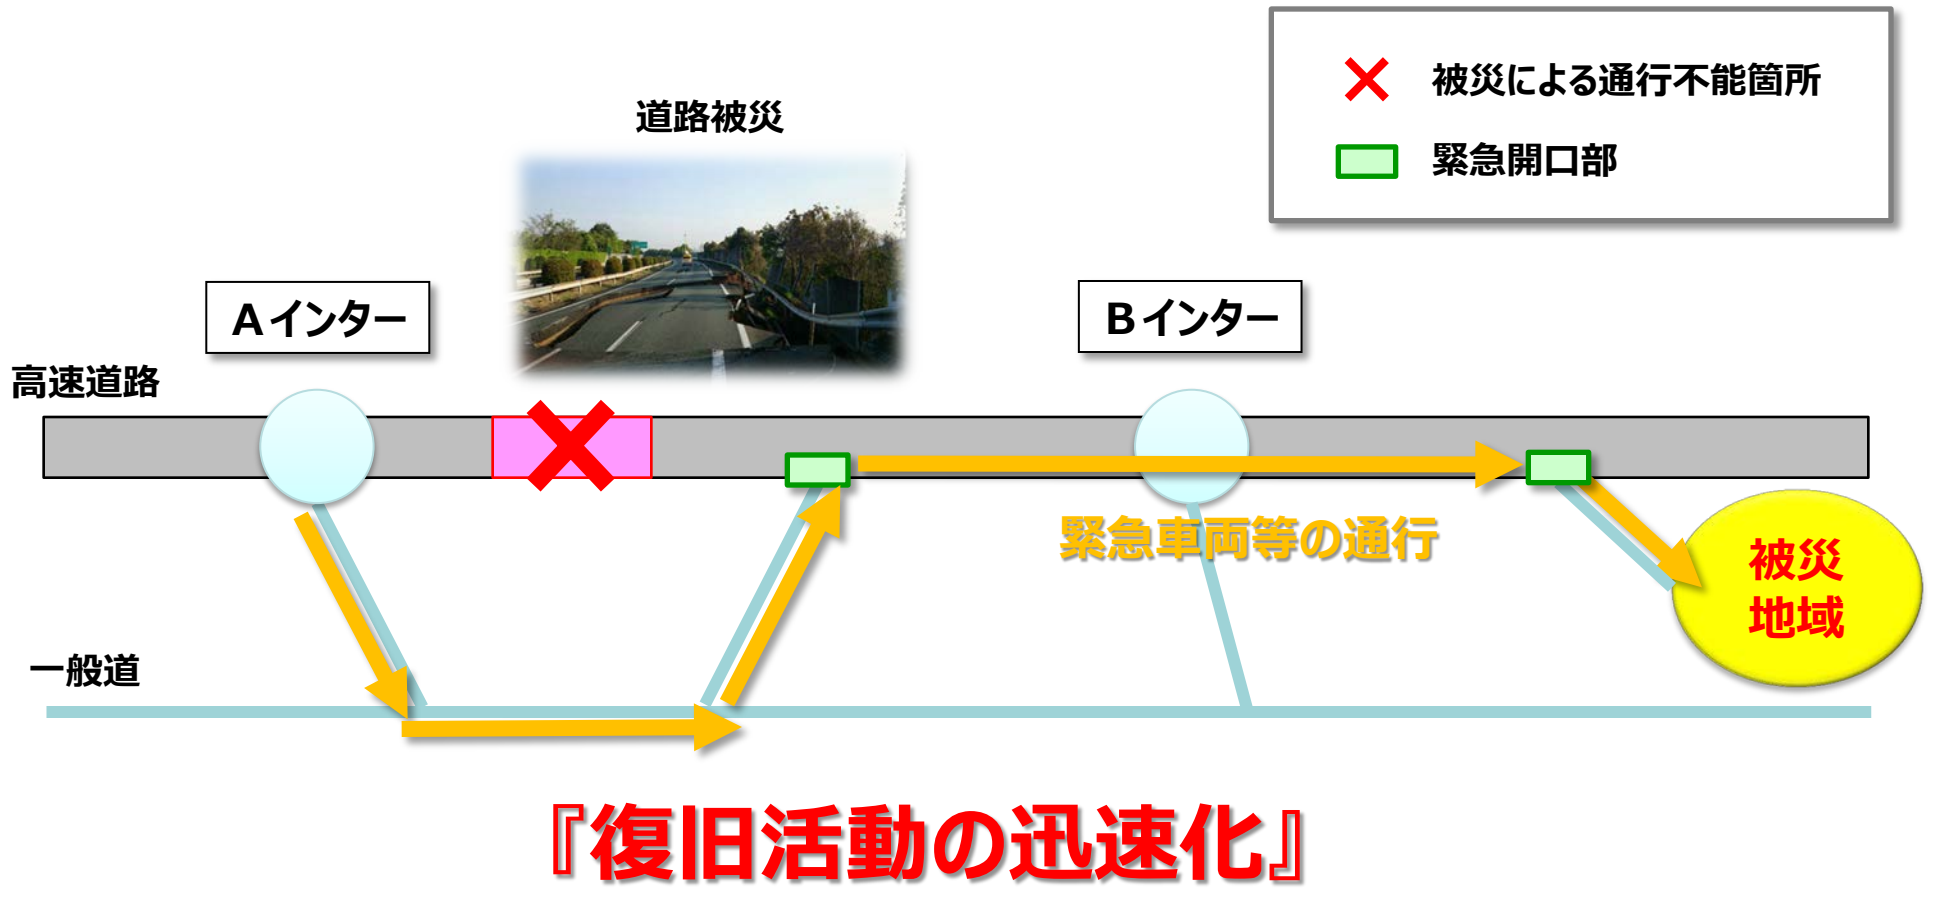 被災による通行不能箇所
緊急開口部
道路被災
Aインター
Bインター
高速道路
緊急車両等の通行
被災
地域
一般道
『復旧活動の迅速化』